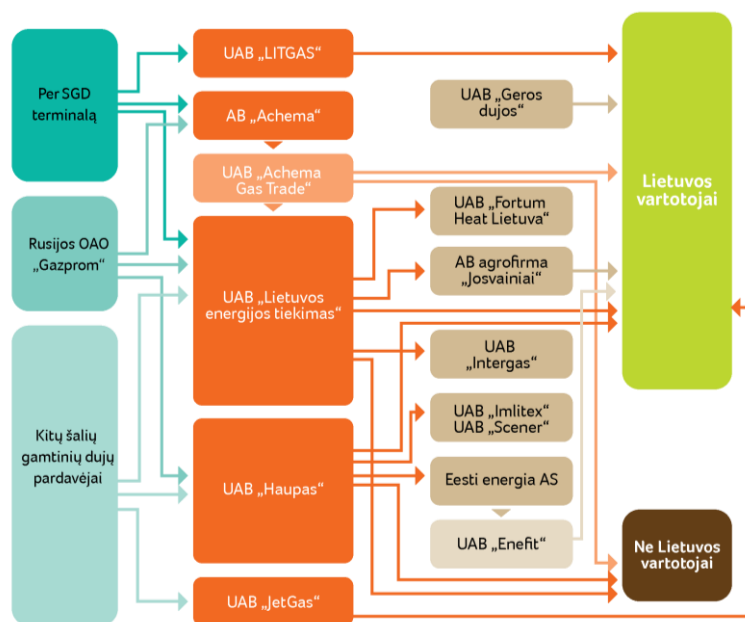 Per SGD
terminalą
Rusijos OAO
„Gazprom“
Kitų šalių
gamtinių dujų
pardavėjai
UAB „LITGAS“
AB „Achema“
UAB „Achema
Gas Trade“
UAB „Lietuvos
energijos tiekimas“
UAB „Haupas“
UAB „JetGas“
UAB „Geros
dujos“
UAB „Fortum
Heat Lietuva“
AB agrofirma
„Josvainiai“
UAB
„Intergas“
UAB „Imlitex“
UAB „Scener“
Eesti energia AS
UAB „Enefit“
Lietuvos
vartotojai
Ne Lietuvos
vartotojai